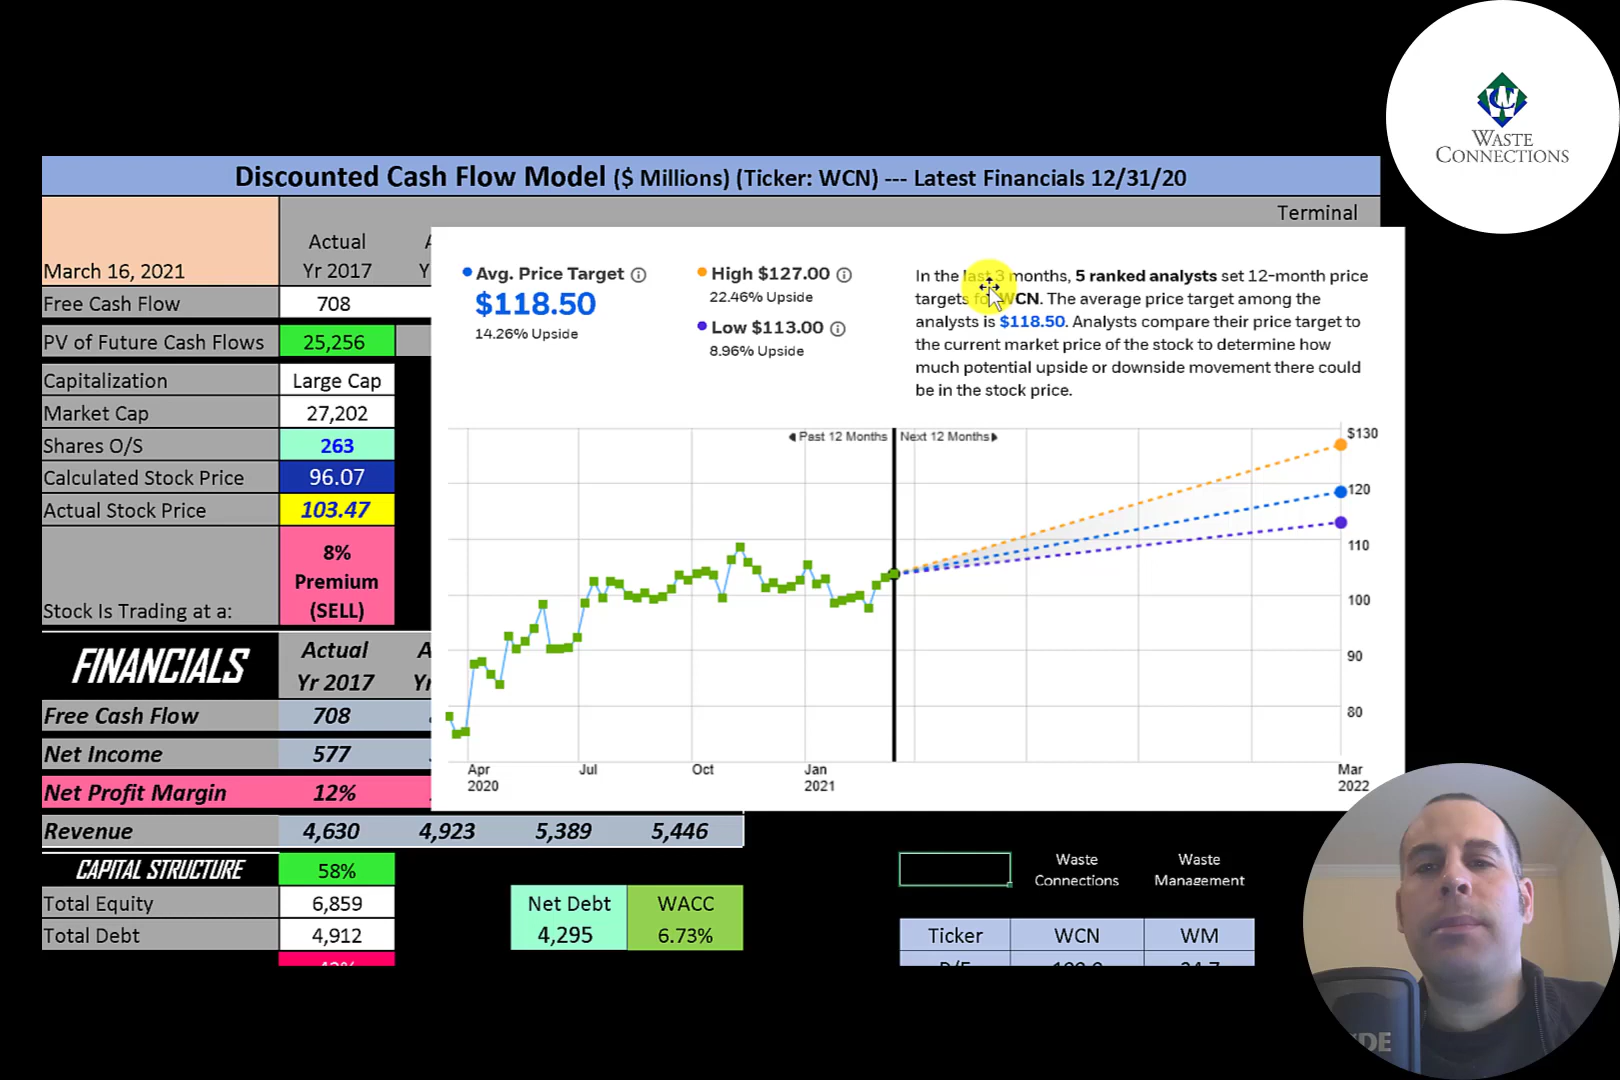 WASTE
CONNECTIONS
Discounted Cash Flow Model ($ Millions) (Ticker: WCN) --- Latest Financials 12/31/20
Terminal
March 16, 2021
Actual
Yr 2017
Free Cash Flow 708
PV of Future Cash Flows 25,256
Capitalization Large Cap
Market Cap 27,202
Shares O/S 263
Calculated Stock Price 96.07
Actual Stock Price 103.47
Stock Is Trading at a:
8%
Premium
(SELL)
Avg. Price Target
$118.50
14.26% Upside
High $127.00
22.46% Upside
Low $113.00
8.96% Upside
In the last 3 months, 5 ranked analysts set 12-month price
targets WCN. The average price target among the
analysts is $118.50. Analysts compare their price target to
the current market price of the stock to determine how
much potential upside or downside movement there could
be in the stock price.
Past 12 Months Next 12 Months
$130
120
110
100
90
80
Apr
2020
Jul
Oct
Jan
2021
Mar
2022
FINANCIALS
Actual
Yr 2017
Free Cash Flow 708
Net Income 577
Net Profit Margin 12%
Revenue 4,630 4,923 5,389 5,446
CAPITAL STRUCTURE 58%
Total Equity 6,859
Total Debt 4,912
Net Debt WACC
4,295 6.73%
Waste
Connections
Waste
Management
Ticker WCN WM